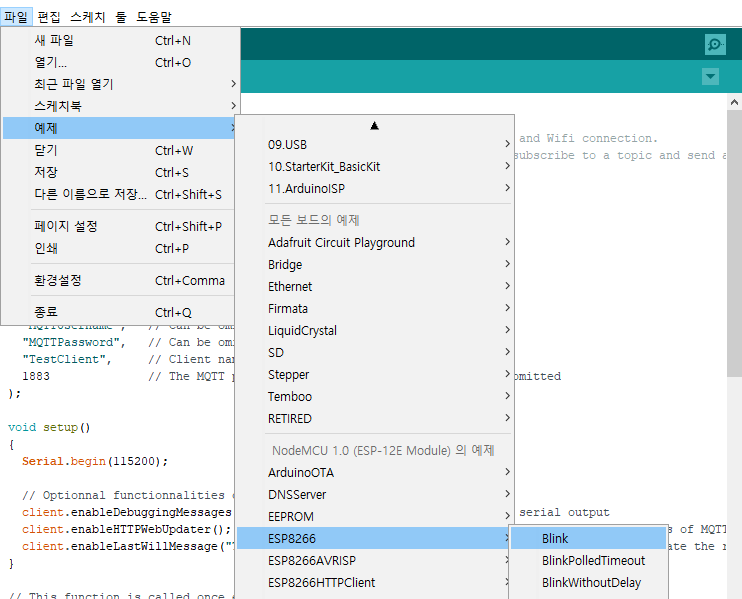 파일 편집 스케치 툴 도움말
새 파일 Ctrl+N
열기... Ctrl+O
최근 파일 열기
스케치북
예제
닫기 Ctrl+W
저장 Ctrl+S
다른 이름으로 저장... Ctrl+Shift+S
페이지 설정 Ctrl+Shift+P
인쇄 Ctrl+P
환경설정 Ctrl+Comma
종료 Ctrl+Q
09.USB
10.StarterKit_BasicKit
11.ArduinoISP
모든 보드의 예제
Adafruit Circuit Playground
Bridge
Ethernet
Firmata
LiquidCrystal
SD
Stepper
Temboo
RETIRED
NodeMCU 1.0 (ESP-12E Module) 의 예제
ArduinoOTA
DNSServer
EEPROM
ESP8266
ESP8266AVRISP
ESP8266HTTPClient
Blink
BlinkPolledTimeout
BlinkWithoutDelay
and Wifi connection.
subscribe to a topic and send a
"MQTTUsername", // Can be om
"MQTTPassword", // Can be om
"TestClient", // Client na
1883 // The MQTT p mitted
);
void setup()
{
Serial.begin(115200);
// Optionnal functionnalities
client.enableDebuggingMessages serial output
client.enableHTTPWebUpdater(); s of MQTT
client.enableLastWillMessage(" ate the r
}
// This function is called once